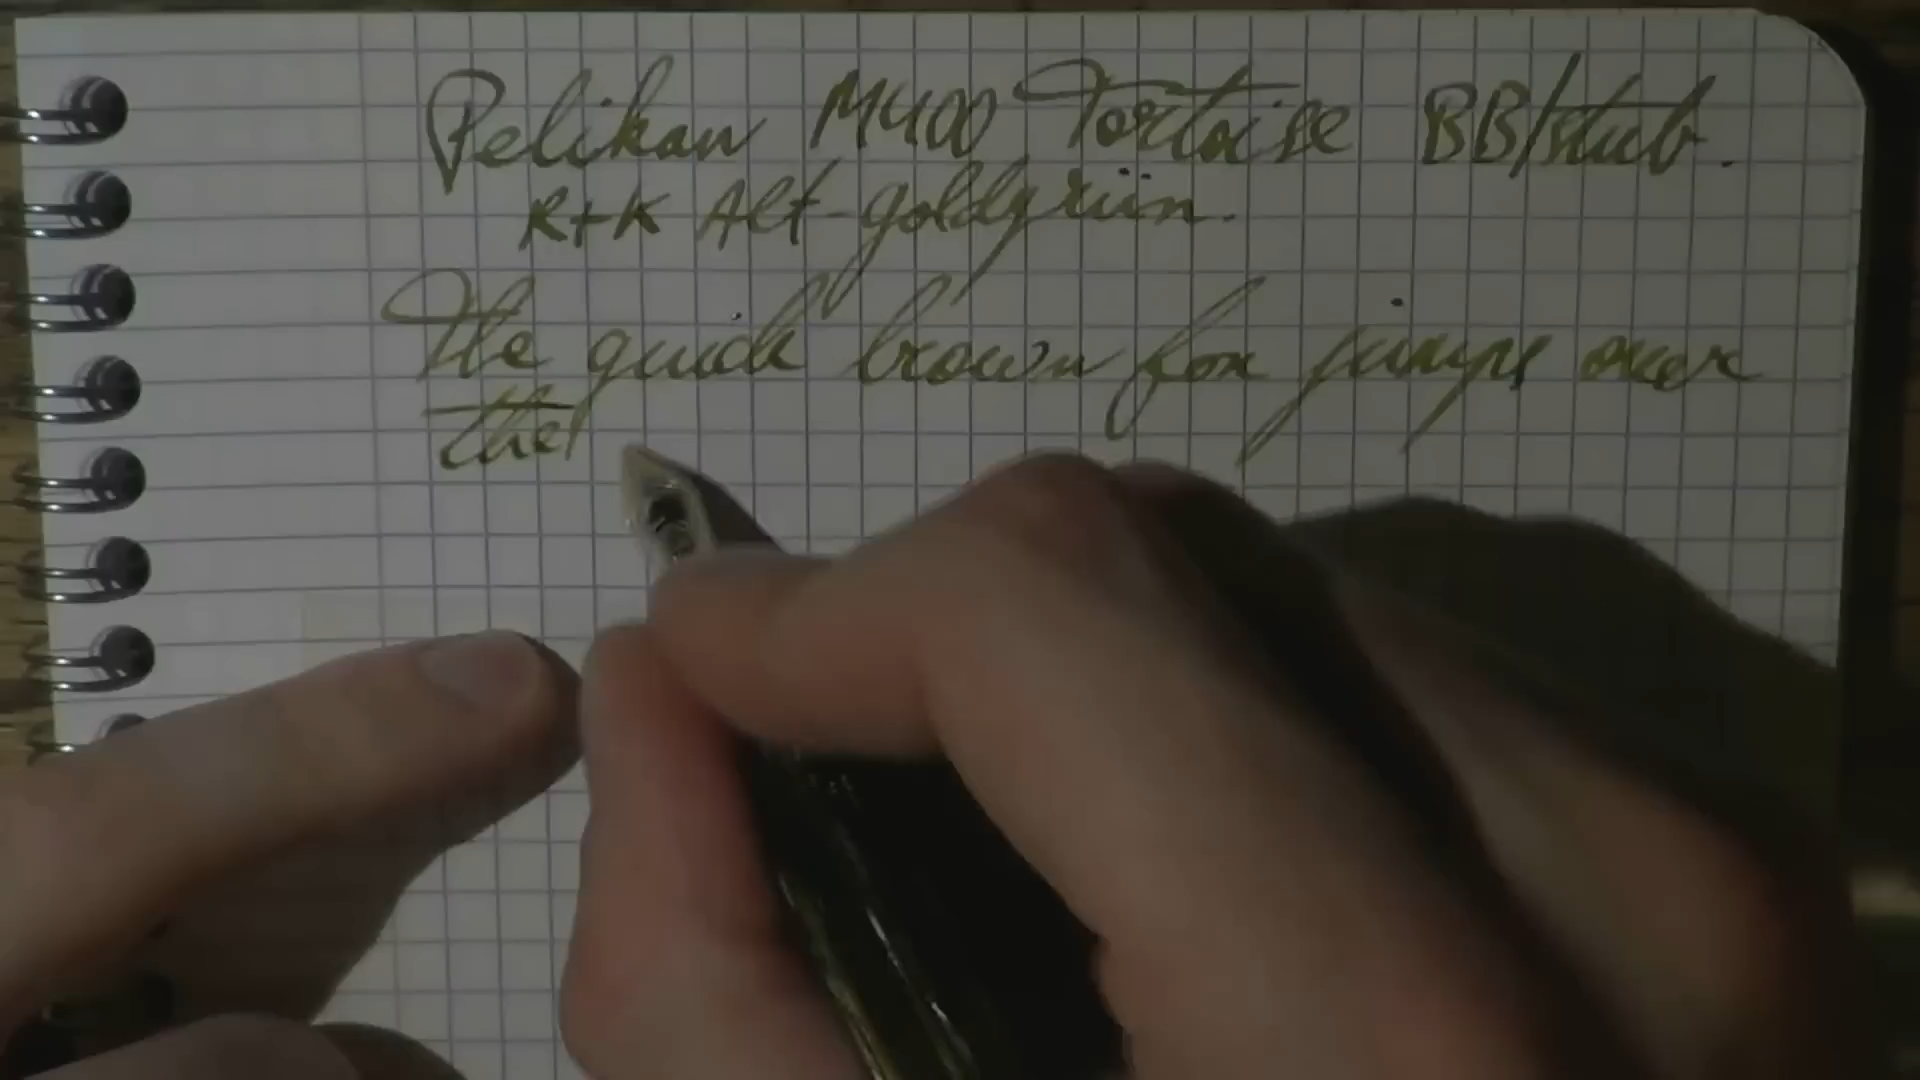 Pelikan M400 Tortoise BB/stub.
R+K Alt-goldgrün.
The quick brown fox jumps over
the